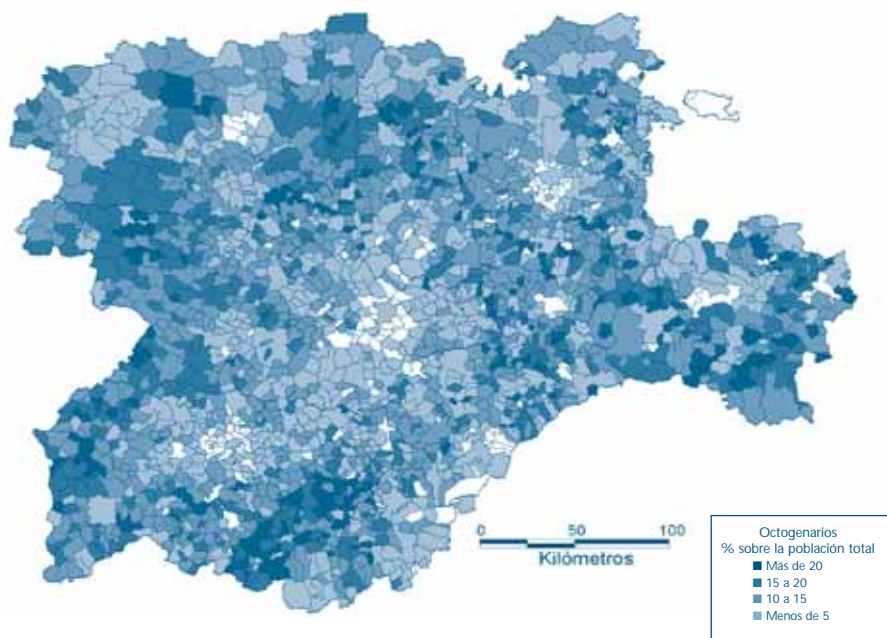 0 50 100
Kilómetros
Octogenarios
% sobre la población total
Más de 20
15 a 20
10 a 15
Menos de 5